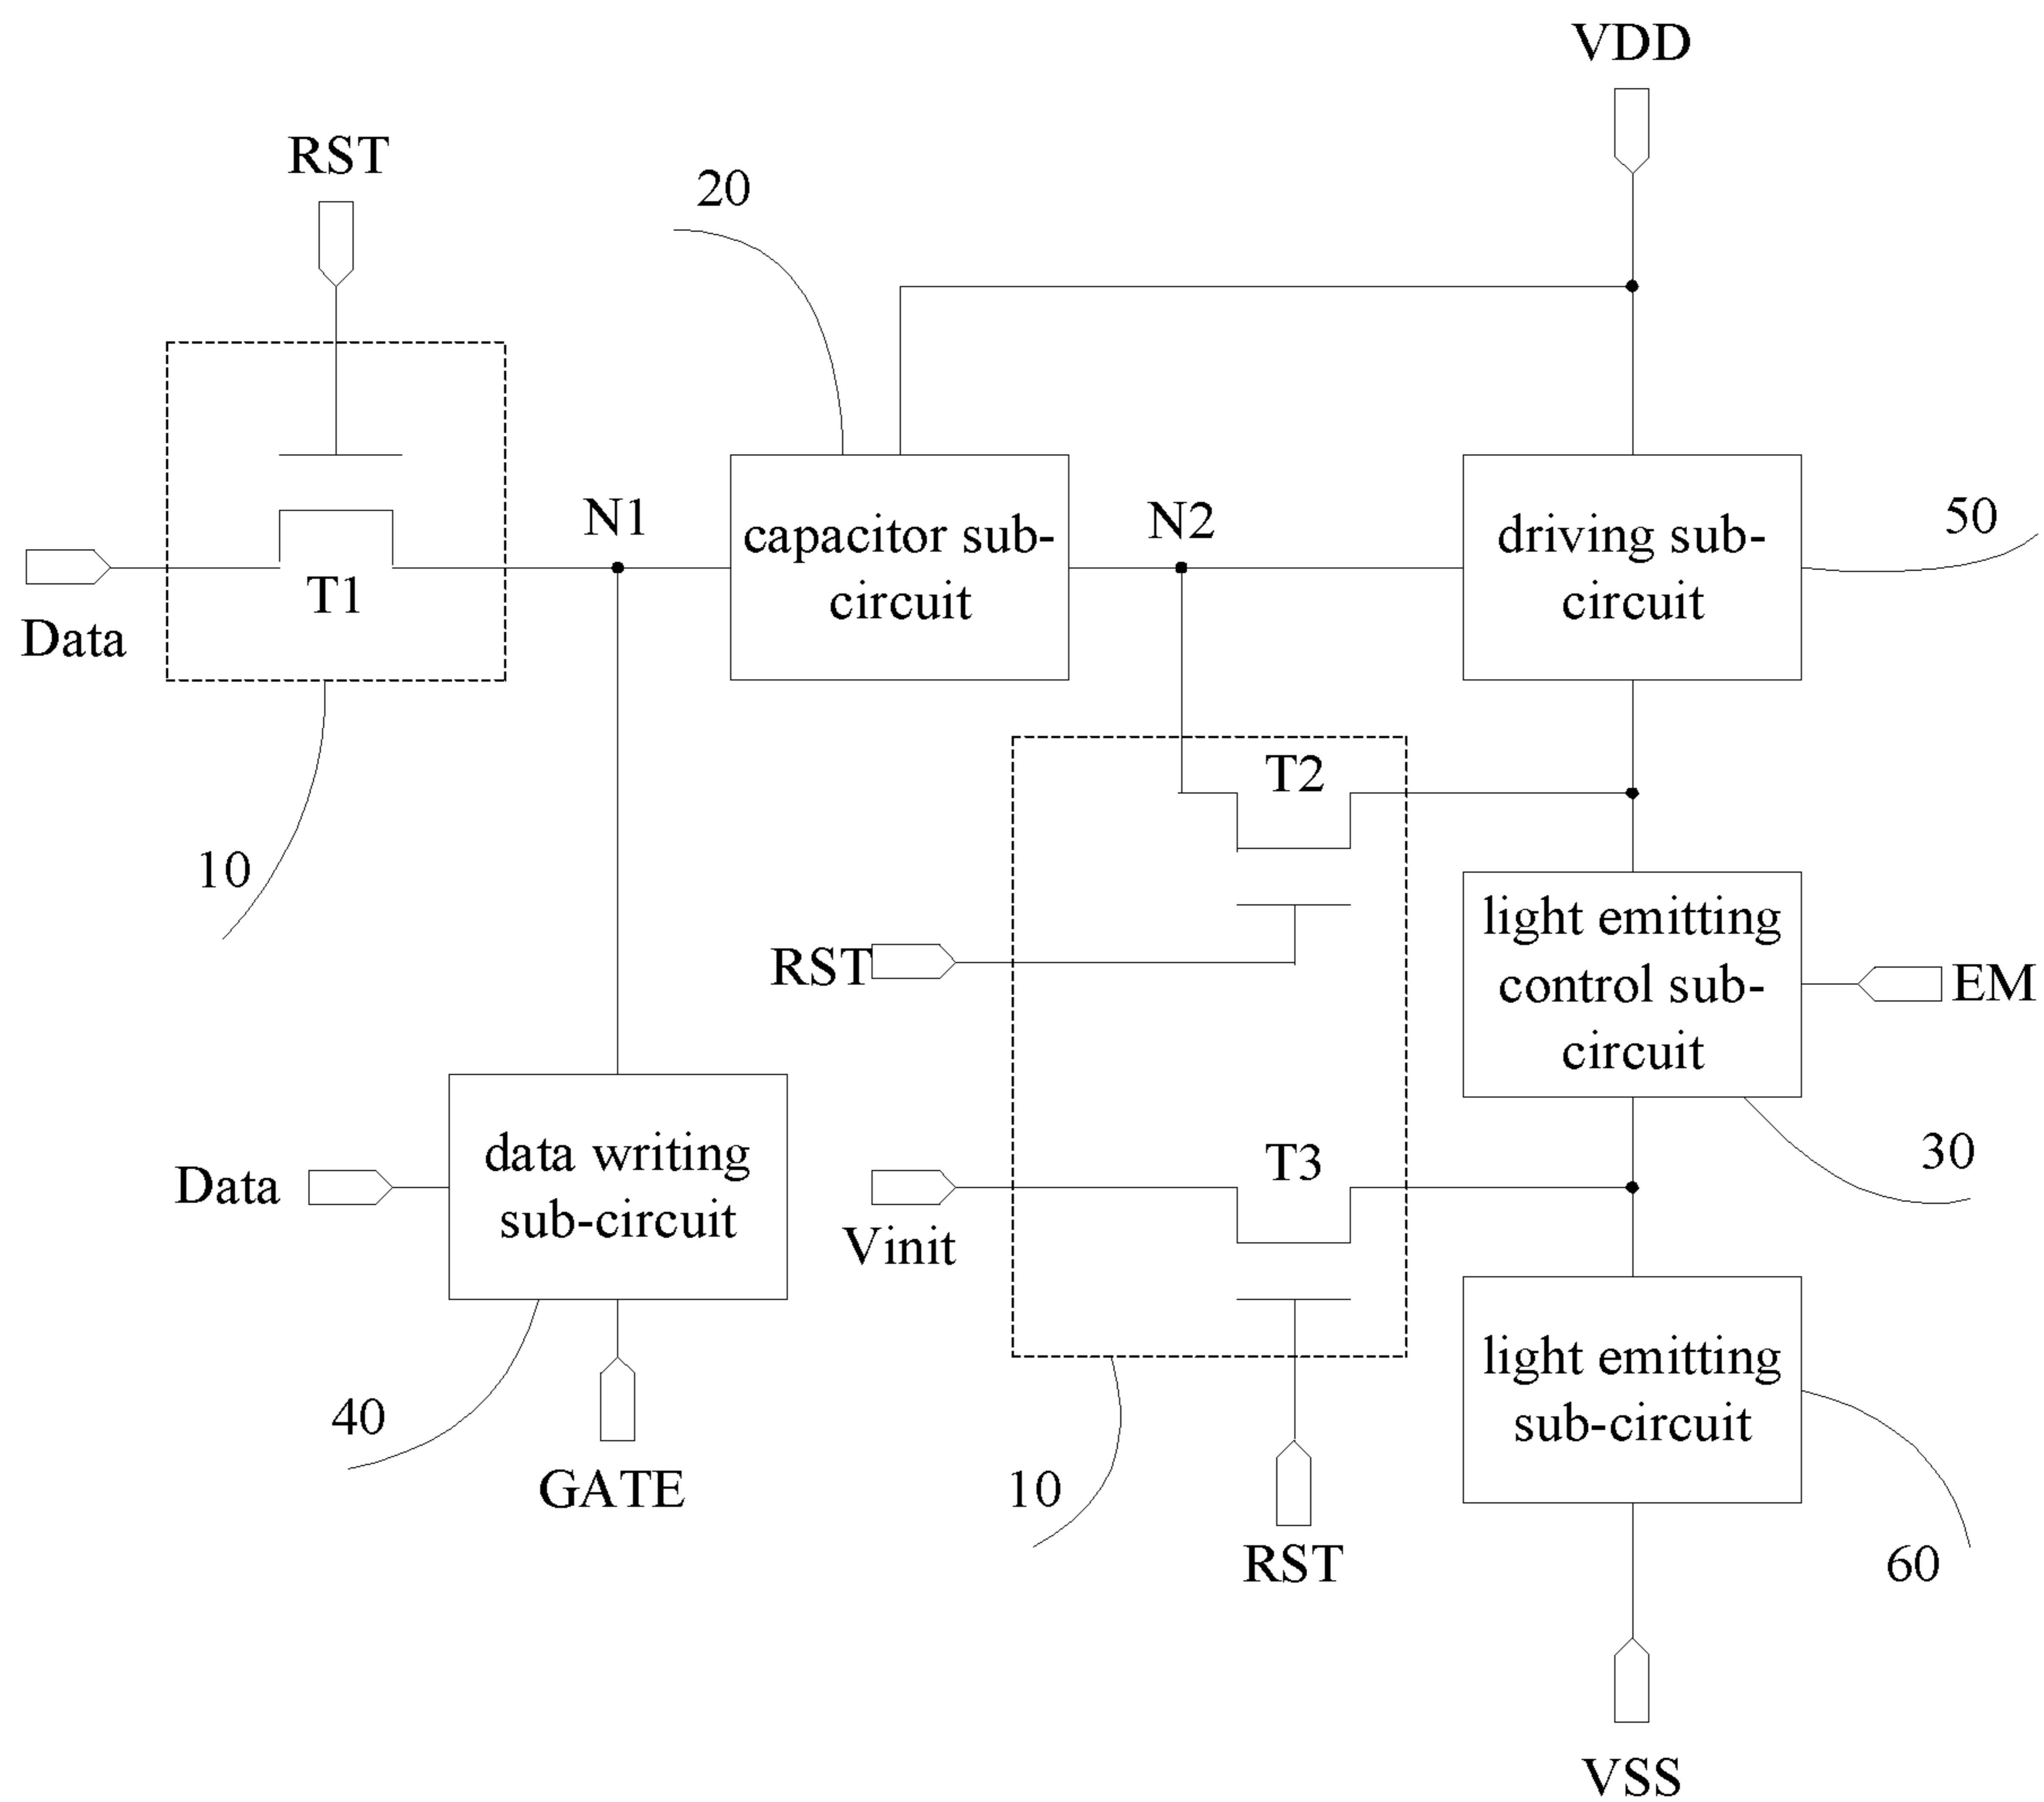 VDD
RST
20
N1
capacitor sub-
circuit
N2
driving sub-
circuit
50
T1
Data
T2
10
light emitting
control sub-
circuit
RST
EM
data writing
sub-circuit
Data
T3
30
Vinit
light emitting
sub-circuit
40
GATE
10
RST
60
VSS